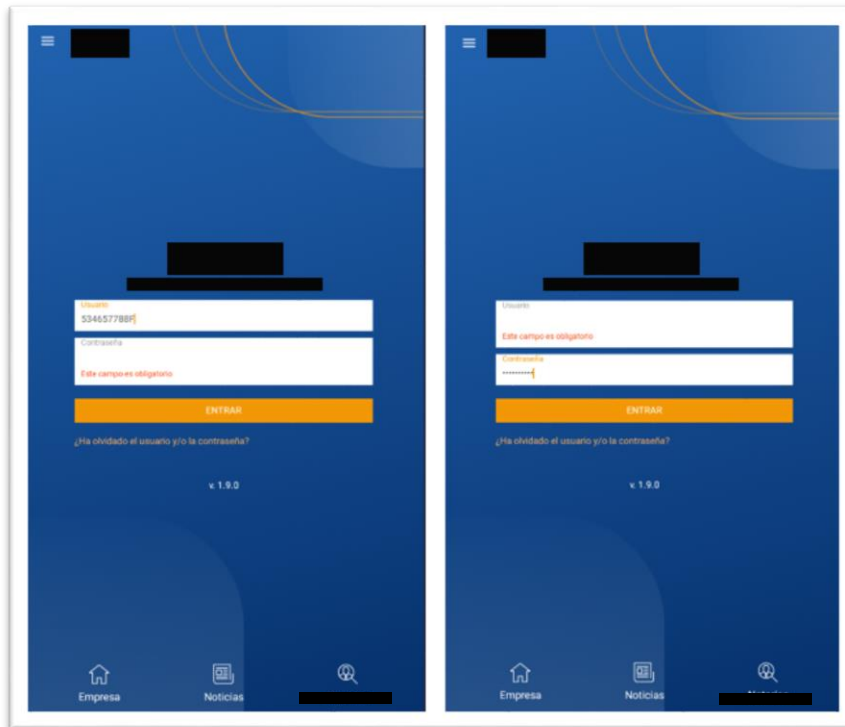 Usuario
534657788F
Contraseña
Este campo es obligatorio
ENTRAR
¿Ha olvidado el usuario y/o la contraseña?
v. 1.9.0
Empresa
Noticias
Usuario
Este campo es obligatorio
Contraseña
••••••••••
ENTRAR
¿Ha olvidado el usuario y/o la contraseña?
v. 1.9.0
Empresa
Noticias